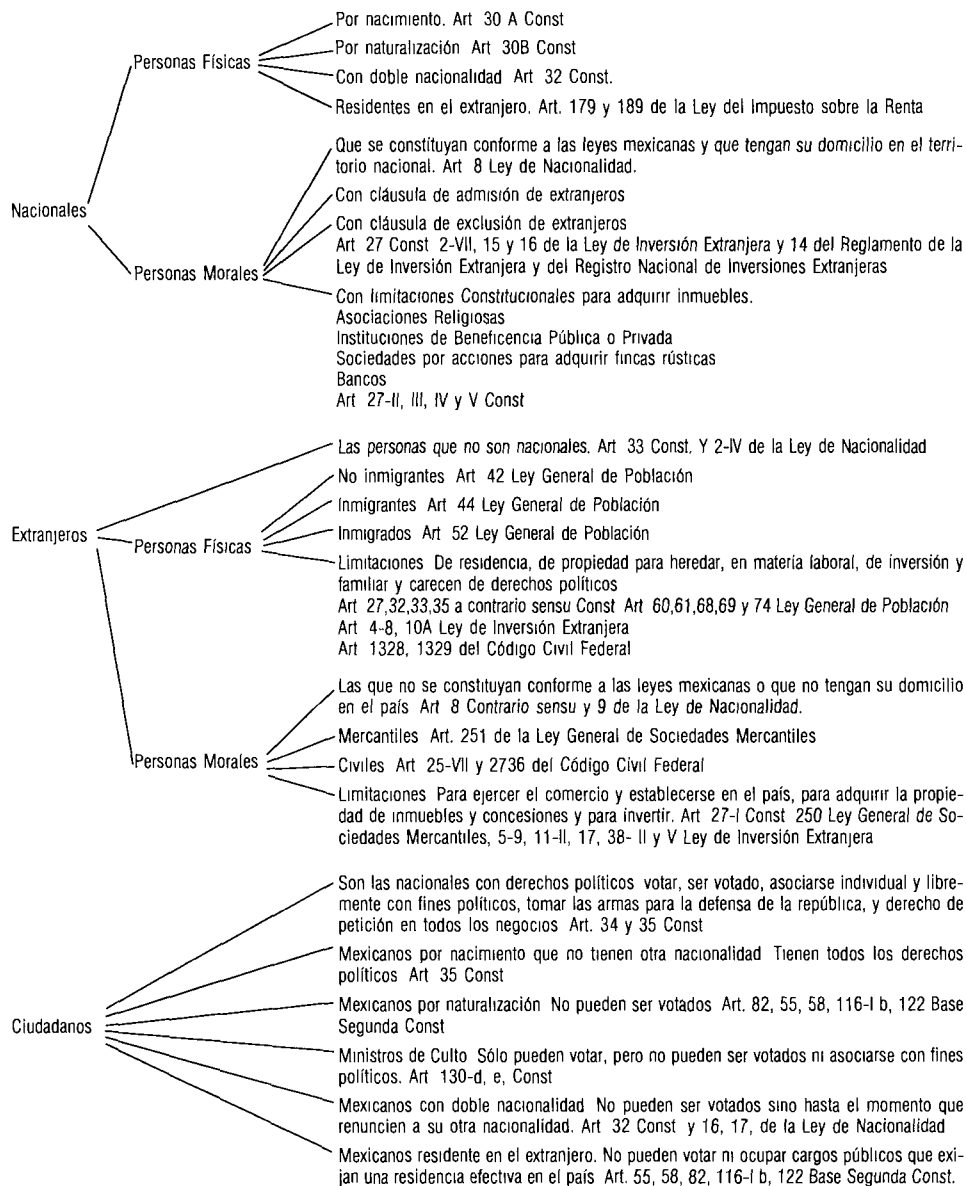 Por nacimiento. Art 30 A Const
Por naturalización Art 30B Const
Personas Físicas
Con doble nacionalidad Art 32 Const.
Residentes en el extranjero. Art. 179 y 189 de la Ley del Impuesto sobre la Renta
Que se constituyan conforme a las leyes mexicanas y que tengan su domicilio en el terri-
torio nacional. Art 8 Ley de Nacionalidad.
Con cláusula de admisión de extranjeros
Nacionales
Con cláusula de exclusión de extranjeros
Art 27 Const 2-VII, 15 y 16 de la Ley de Inversión Extranjera y 14 del Reglamento de la
Personas Morales
Ley de Inversión Extranjera y del Registro Nacional de Inversiones Extranjeras
Con limitaciones Constitucionales para adquirir inmuebles.
Asociaciones Religiosas
Instituciones de Beneficencia Pública o Privada
Sociedades por acciones para adquirir fincas rústicas
Bancos
Art 27-II, III, IV y V Const
Las personas que no son nacionales. Art 33 Const. Y 2-IV de la Ley de Nacionalidad
No inmigrantes Art 42 Ley General de Población
Inmigrantes Art 44 Ley General de Población
Extranjeros
Personas Físicas
Inmigrados Art 52 Ley General de Población
Limitaciones De residencia, de propiedad para heredar, en materia laboral, de inversión y
familiar y carecen de derechos políticos
Art 27,32,33,35 a contrario sensu Const Art 60,61,68,69 y 74 Ley General de Población
Art 4-8, 10A Ley de Inversión Extranjera
Art 1328, 1329 del Código Civil Federal
Las que no se constituyan conforme a las leyes mexicanas o que no tengan su domicilio
en el país Art 8 Contrario sensu y 9 de la Ley de Nacionalidad.
Mercantiles Art. 251 de la Ley General de Sociedades Mercantiles
Personas Morales
Civiles Art 25-VII y 2736 del Código Civil Federal
Limitaciones Para ejercer el comercio y establecerse en el país, para adquirir la propie-
dad de inmuebles y concesiones y para invertir. Art 27-I Const 250 Ley General de So-
ciedades Mercantiles, 5-9, 11-II, 17, 38- II y V Ley de Inversión Extranjera
Son las nacionales con derechos políticos votar, ser votado, asociarse individual y libre-
mente con fines políticos, tomar las armas para la defensa de la república, y derecho de
petición en todos los negocios Art. 34 y 35 Const
Mexicanos por nacimiento que no tienen otra nacionalidad Tienen todos los derechos
políticos Art 35 Const
Ciudadanos
Mexicanos por naturalización No pueden ser votados Art. 82, 55, 58, 116-I b, 122 Base
Segunda Const
Ministros de Culto Sólo pueden votar, pero no pueden ser votados ni asociarse con fines
políticos. Art 130-d, e, Const
Mexicanos con doble nacionalidad No pueden ser votados sino hasta el momento que
renuncien a su otra nacionalidad. Art 32 Const y 16, 17, de la Ley de Nacionalidad
Mexicanos residente en el extranjero. No pueden votar ni ocupar cargos públicos que exi-
jan una residencia efectiva en el país Art. 55, 58, 82, 116-I b, 122 Base Segunda Const.